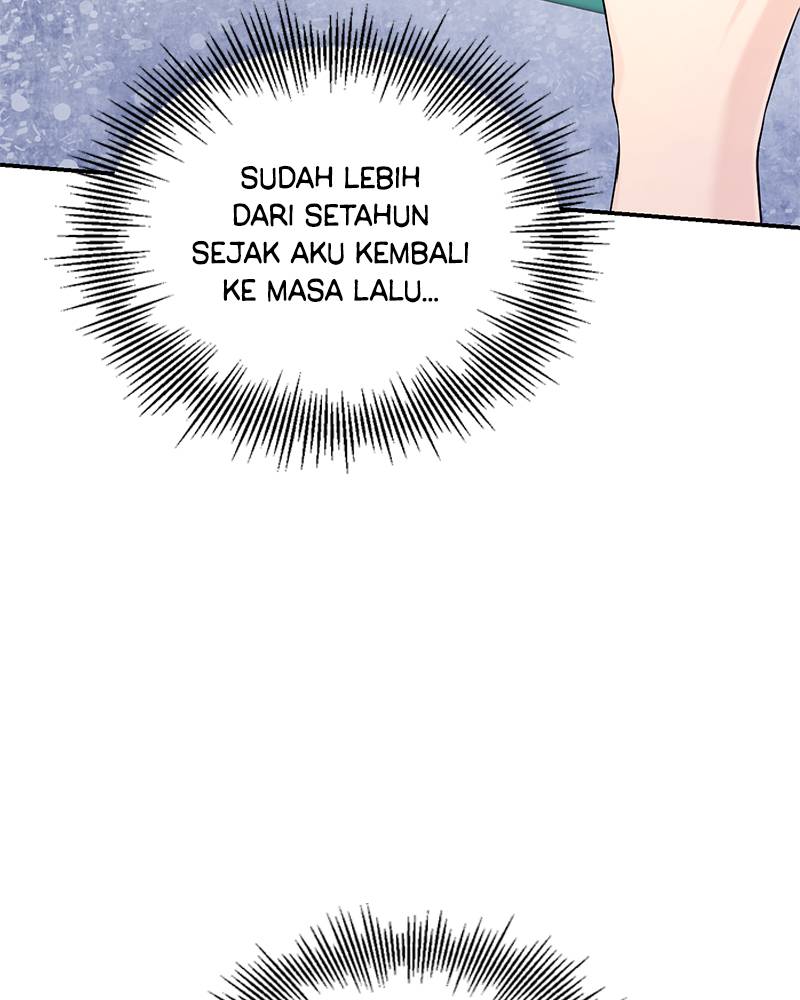 SUDAH LEBIH
DARI SETAHUN
SEJAK AKU KEMBALI
KE MASA LALU...